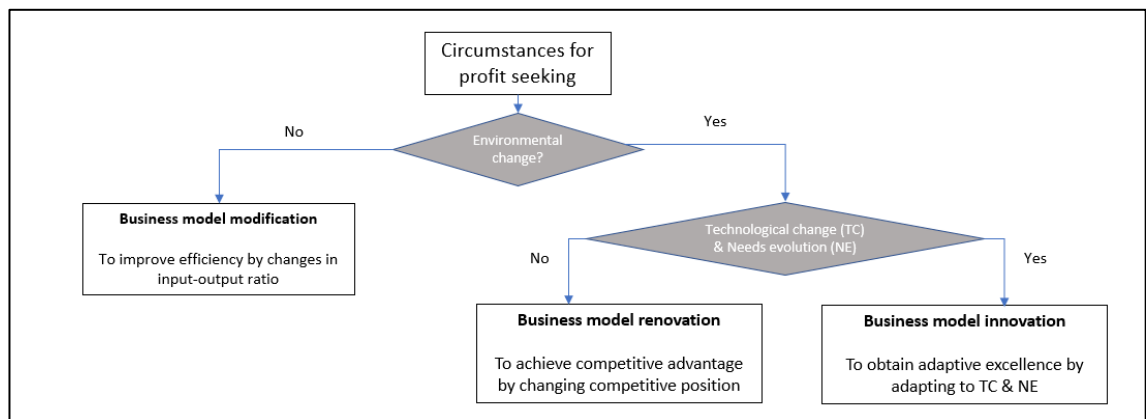 Circumstances for
profit seeking
No
Environmental
change?
Yes
Business model modification
To improve efficiency by changes in
input-output ratio
Technological change (TC)
& Needs evolution (NE)
No
Yes
Business model renovation
To achieve competitive advantage
by changing competitive position
Business model innovation
To obtain adaptive excellence by
adapting to TC & NE